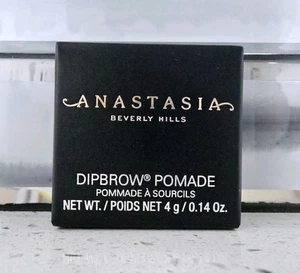 ANASTASIA
BEVERLY HILLS
DIPBROW® POMADE
POMMADE À SOURCILS
NET WT. / POIDS NET 4 g / 0.14 Oz.